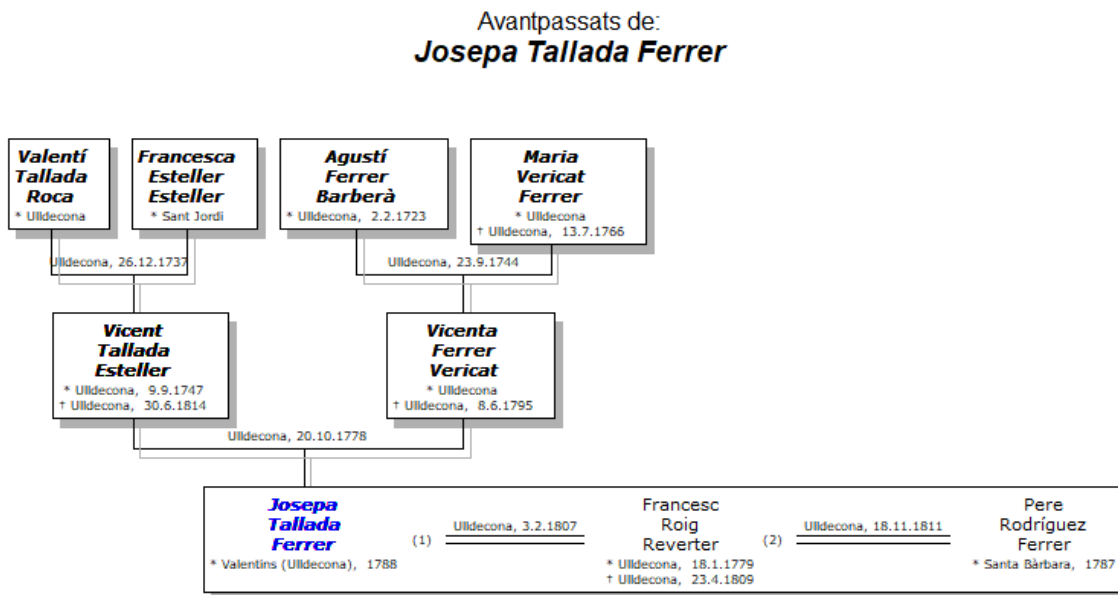 Avantpassats de:
Josepa Tallada Ferrer
Valentí
Tallada
Roca
* Ulldecona
Francesca
Esteller
Esteller
* Sant Jordi
Agustí
Ferrer
Barberà
* Ulldecona, 2.2.1723
Maria
Vericat
Ferrer
* Ulldecona
† Ulldecona, 13.7.1766
Ulldecona, 26.12.1737
Ulldecona, 23.9.1744
Vicent
Tallada
Esteller
* Ulldecona, 9.9.1747
† Ulldecona, 30.6.1814
Vicenta
Ferrer
Vericat
* Ulldecona
† Ulldecona, 8.6.1795
Ulldecona, 20.10.1778
Josepa
Tallada
Ferrer
* Valentins (Ulldecona), 1788
(1)
Ulldecona, 3.2.1807
Francesc
Roig
Reverter
* Ulldecona, 18.1.1779
† Ulldecona, 23.4.1809
(2)
Ulldecona, 18.11.1811
Pere
Rodríguez
Ferrer
* Santa Bàrbara, 1787